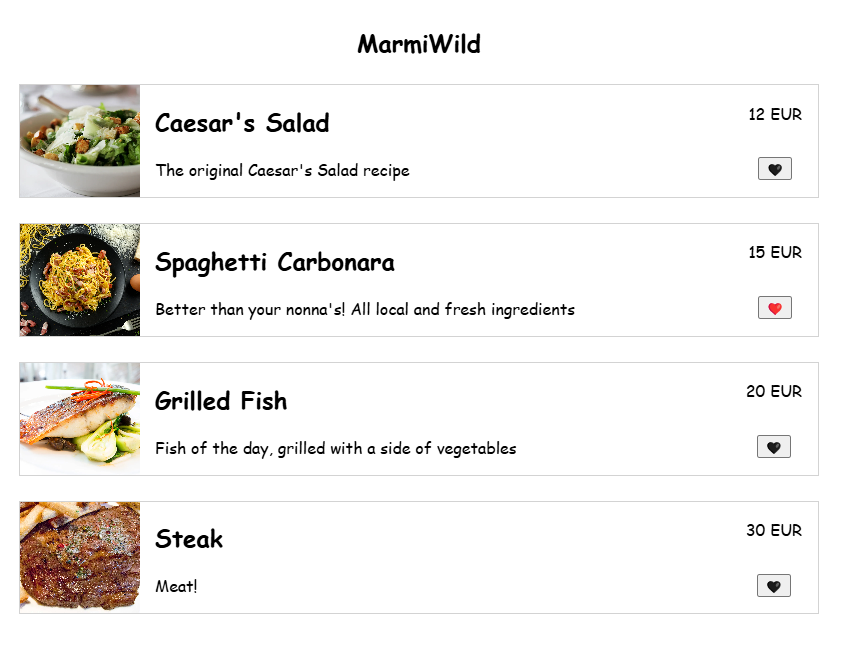 MarmiWild
Caesar's Salad
12 EUR
The original Caesar's Salad recipe
🖤
Spaghetti Carbonara
15 EUR
Better than your nonna's! All local and fresh ingredients
❤️
Grilled Fish
20 EUR
Fish of the day, grilled with a side of vegetables
🖤
Steak
30 EUR
Meat!
🖤